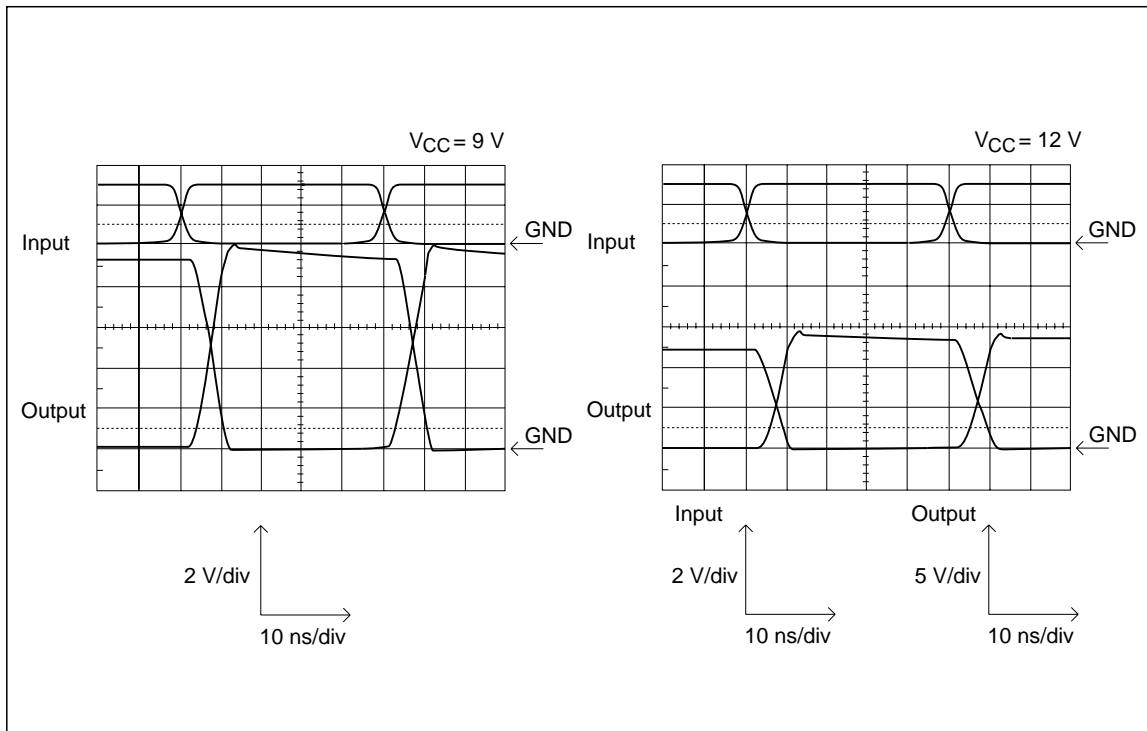 VCC = 9 V
Input
GND
Output
GND
2 V/div
10 ns/div
VCC = 12 V
Input
GND
Output
GND
Input
2 V/div
10 ns/div
Output
5 V/div
10 ns/div